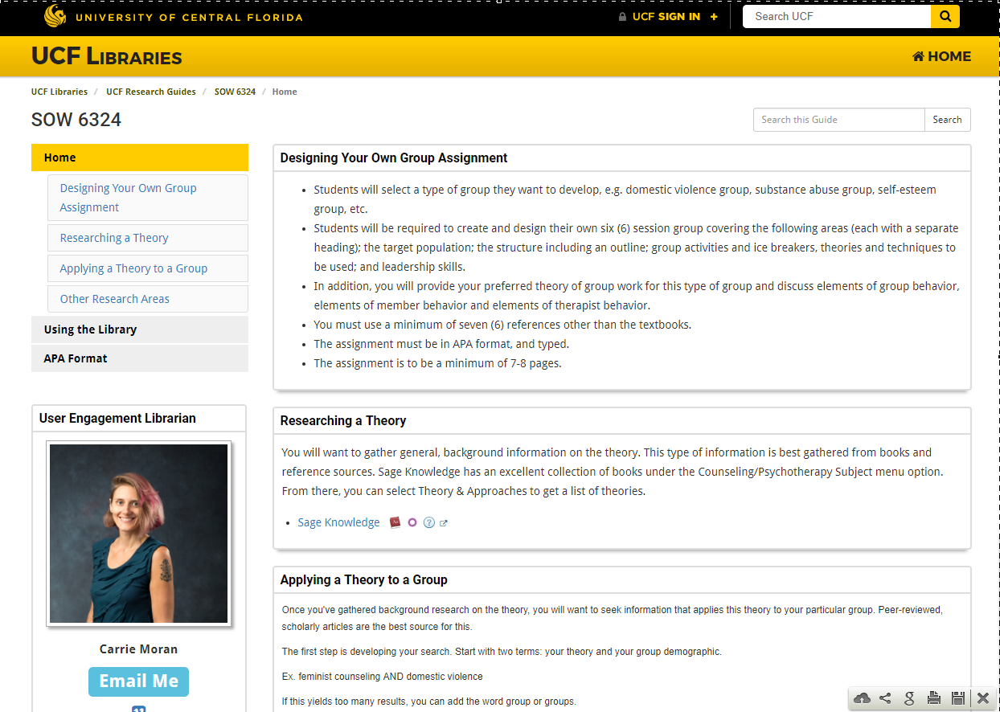 UNIVERSITY OF CENTRAL FLORIDA
UCF SIGN IN +
Search UCF
UCF LIBRARIES
HOME
UCF Libraries / UCF Research Guides / SOW 6324 / Home
SOW 6324
Search this Guide
Search
Home
Designing Your Own Group
Assignment
Researching a Theory
Applying a Theory to a Group
Other Research Areas
Using the Library
APA Format
User Engagement Librarian
Carrie Moran
Email Me
Designing Your Own Group Assignment
• Students will select a type of group they want to develop, e.g. domestic violence group, substance abuse group, self-esteem
group, etc.
• Students will be required to create and design their own six (6) session group covering the following areas (each with a separate
heading); the target population; the structure including an outline; group activities and ice breakers, theories and techniques to
be used; and leadership skills.
• In addition, you will provide your preferred theory of group work for this type of group and discuss elements of group behavior,
elements of member behavior and elements of therapist behavior.
• You must use a minimum of seven (6) references other than the textbooks.
• The assignment must be in APA format, and typed.
• The assignment is to be a minimum of 7-8 pages.
Researching a Theory
You will want to gather general, background information on the theory. This type of information is best gathered from books and
reference sources. Sage Knowledge has an excellent collection of books under the Counseling/Psychotherapy Subject menu option.
From there, you can select Theory & Approaches to get a list of theories.
• Sage Knowledge
Applying a Theory to a Group
Once you've gathered background research on the theory, you will want to seek information that applies this theory to your particular group. Peer-reviewed,
scholarly articles are the best source for this.
The first step is developing your search. Start with two terms: your theory and your group demographic.
Ex. feminist counseling AND domestic violence
If this yields too many results, you can add the word group or groups.